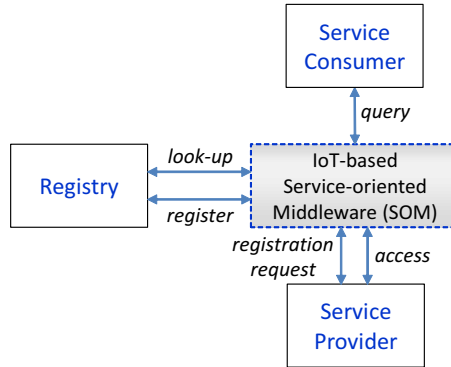 Service
Consumer
query
look-up
IoT-based
Service-oriented
Middleware (SOM)
Registry
register
registration
request
access
Service
Provider